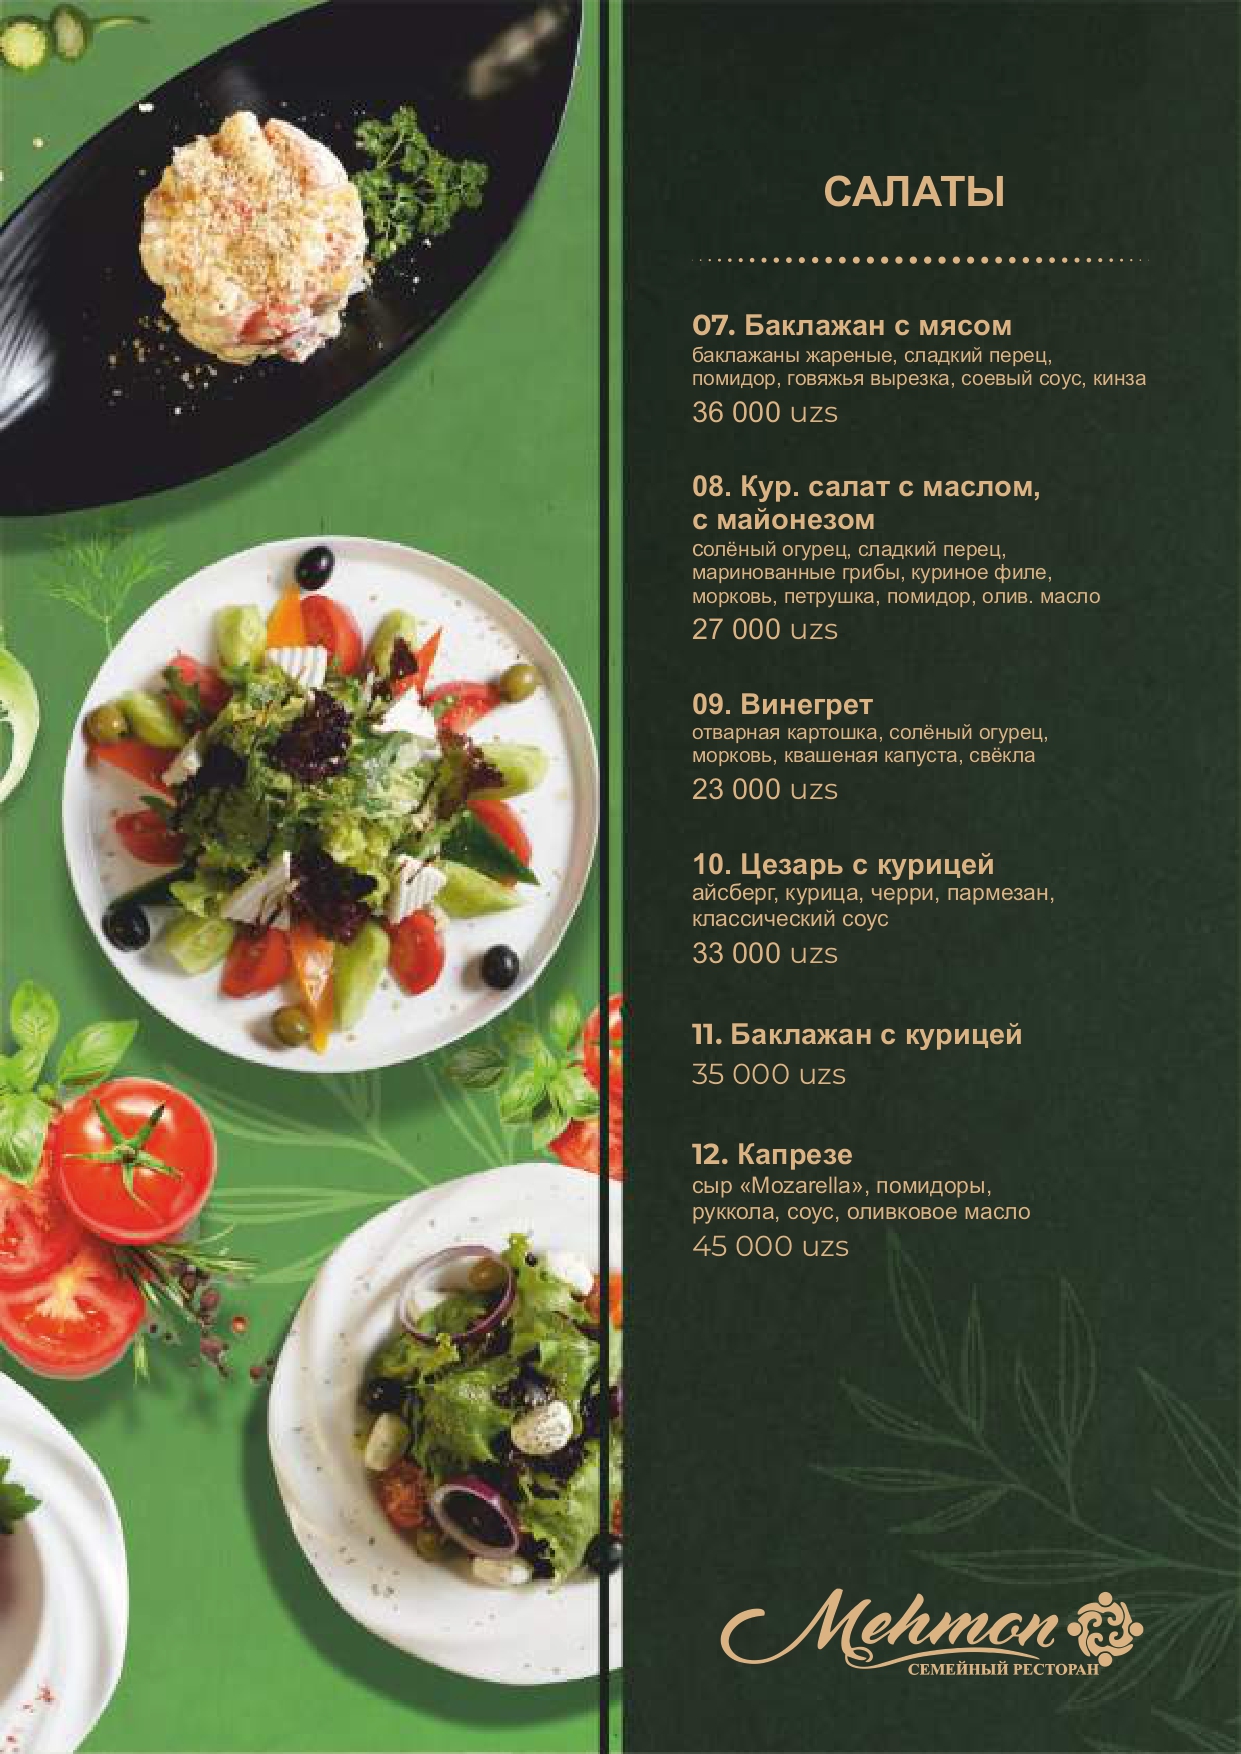 САЛАТЫ
07. Баклажан с мясом
баклажаны жареные, сладкий перец,
помидор, говяжья вырезка, соевый соус, кинза
36 000 uzs
08. Кур. салат с маслом,
с майонезом
солёный огурец, сладкий перец,
маринованные грибы, куриное филе,
морковь, петрушка, помидор, олив. масло
27 000 uzs
09. Винегрет
отварная картошка, солёный огурец,
морковь, квашеная капуста, свёкла
23 000 uzs
10. Цезарь с курицей
айсберг, курица, черри, пармезан,
классический соус
33 000 uzs
11. Баклажан с курицей
35 000 uzs
12. Капрезе
сыр «Mozarella», помидоры,
руккола, соус, оливковое масло
45 000 uzs
Mehmon
СЕМЕЙНЫЙ РЕСТОРАН